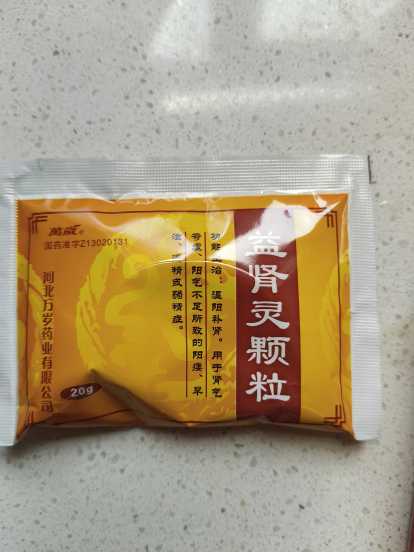 益肾灵颗粒
功能主治：温阳补肾。用于肾气
亏虚、阳气不足所致的阳痿、早
泄、少精或弱精症。
萬歲®
国药准字Z13020131
河北万岁药业有限公司
20g